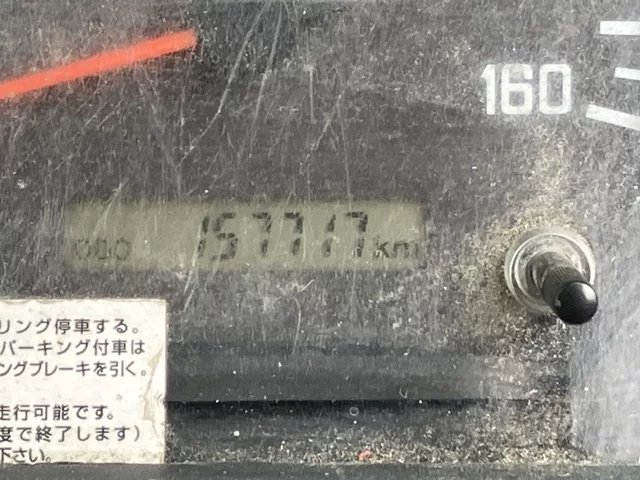 160
ODO 157717km
リング停車する。
パーキング付車は
ングブレーキを引く。
走行可能です。
度で終了します)
下さい。